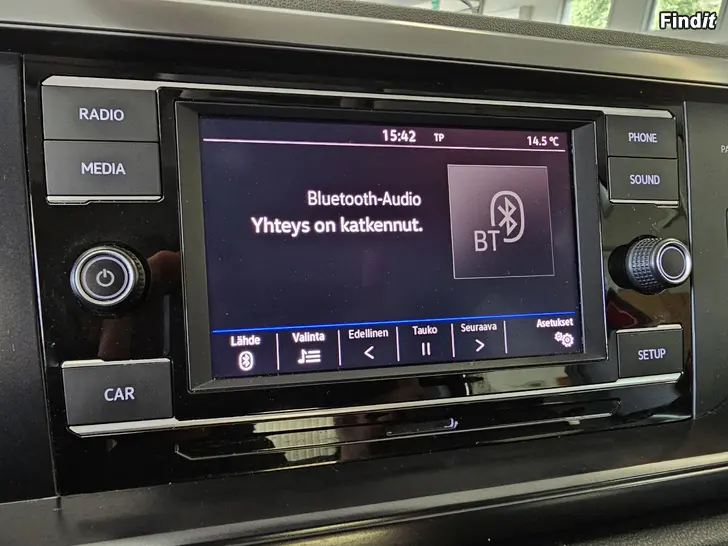 Findit
RADIO
MEDIA
CAR
15:42 TP 14.5 °C
Bluetooth-Audio
Yhteys on katkennut.
BT
Lähde Valinta Edellinen Tauko Seuraava Asetukset
PHONE
SOUND
SETUP
PA